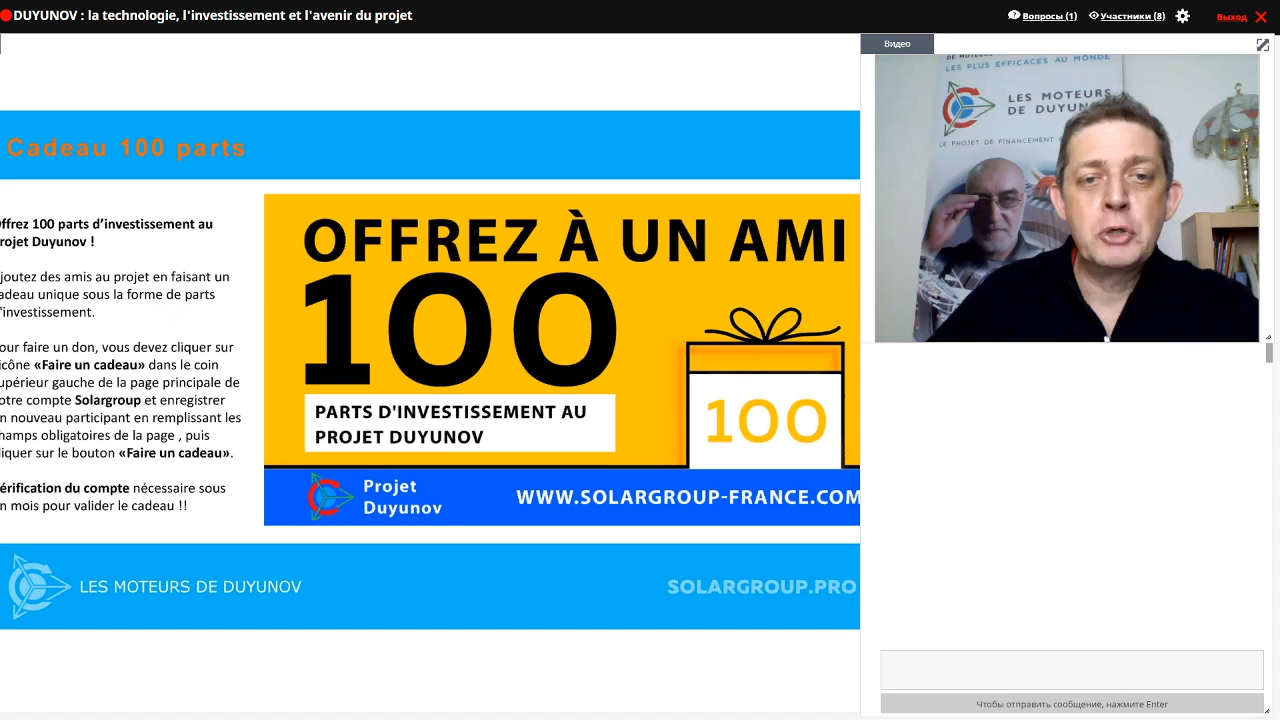 DUYUNOV : la technologie, l'investissement et l'avenir du projet
Вопросы (1)
Участники (8)
Выход
Видео
Cadeau 100 parts
ffrez 100 parts d’investissement au
rojet Duyunov !
joutez des amis au projet en faisant un
adeau unique sous la forme de parts
'investissement.
our faire un don, vous devez cliquer sur
icône «Faire un cadeau» dans le coin
upérieur gauche de la page principale de
otre compte Solargroup et enregistrer
n nouveau participant en remplissant les
hamps obligatoires de la page , puis
liquer sur le bouton «Faire un cadeau».
érification du compte nécessaire sous
n mois pour valider le cadeau !!
OFFREZ À UN AMI
100
PARTS D'INVESTISSEMENT AU
PROJET DUYUNOV
100
Projet
Duyunov
WWW.SOLARGROUP-FRANCE.COM
LES MOTEURS DE DUYUNOV
SOLARGROUP.PRO
DE MOTEURS
LES PLUS EFFICACES AU MONDE
LES MOTEURS
DE DUYUNO
LE PROJET DE FINANCEMENT
Чтобы отправить сообщение, нажмите Enter